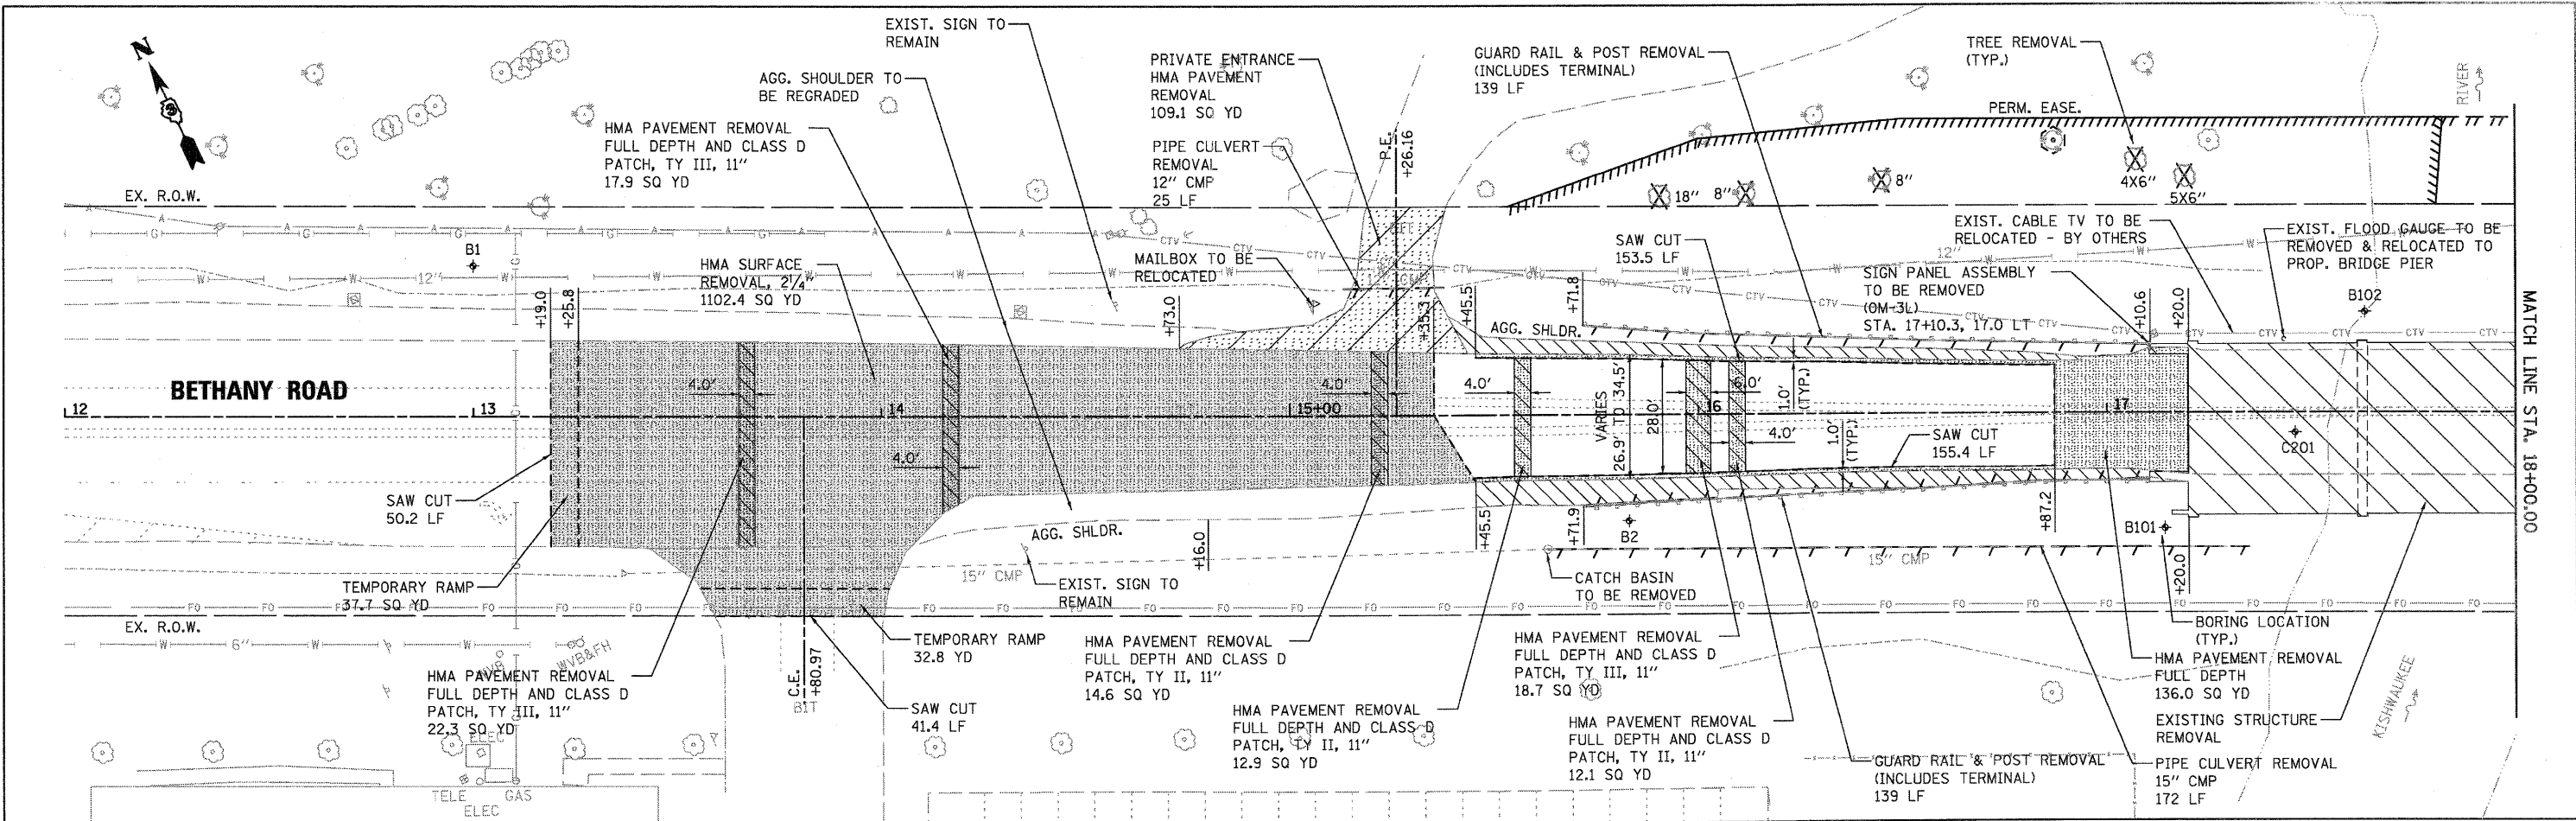 N
EXIST. SIGN TO
REMAIN
AGG. SHOULDER TO
BE REGRADED
HMA PAVEMENT REMOVAL
FULL DEPTH AND CLASS D
PATCH, TY III, 11"
17.9 SQ YD
PRIVATE ENTRANCE
HMA PAVEMENT
REMOVAL
109.1 SQ YD
PIPE CULVERT
REMOVAL
12" CMP
25 LF
P.E.
+26.16
GUARD RAIL & POST REMOVAL
(INCLUDES TERMINAL)
139 LF
TREE REMOVAL
(TYP.)
RIVER
PERM. EASE.
18"
8"
8"
4X6"
5X6"
EX. R.O.W.
B1
12"
HMA SURFACE
REMOVAL, 2 1/4"
1102.4 SQ YD
MAILBOX TO BE
RELOCATED
SAW CUT
153.5 LF
EXIST. CABLE TV TO BE
RELOCATED - BY OTHERS
12"
EXIST. FLOOD GAUGE TO BE
REMOVED & RELOCATED TO
PROP. BRIDGE PIER
SIGN PANEL ASSEMBLY
TO BE REMOVED
(OM-3L)
STA. 17+10.3, 17.0 LT
B102
+19.0
+25.8
+73.0
+35.3
+45.5
+71.8
+10.6
+20.0
AGG. SHLDR.
MATCH LINE STA. 18+00.00
BETHANY ROAD
12
13
14
15+00
16
17
4.0'
4.0'
4.0'
4.0'
VARIES
26.9' TO 34.5'
28.0'
6.0'
4.0'
1.0'
(TYP.)
1.0'
(TYP.)
SAW CUT
155.4 LF
C201
SAW CUT
50.2 LF
AGG. SHLDR.
+16.0
+45.5
+71.9
B2
+87.2
B101
+20.0
15" CMP
15" CMP
TEMPORARY RAMP
37.7 SQ YD
EXIST. SIGN TO
REMAIN
CATCH BASIN
TO BE REMOVED
EX. R.O.W.
6"
WVB
WVB&FH
C.E.
+80.97
BIT
TEMPORARY RAMP
32.8 YD
SAW CUT
41.4 LF
HMA PAVEMENT REMOVAL
FULL DEPTH AND CLASS D
PATCH, TY III, 11"
22.3 SQ YD
HMA PAVEMENT REMOVAL
FULL DEPTH AND CLASS D
PATCH, TY II, 11"
14.6 SQ YD
HMA PAVEMENT REMOVAL
FULL DEPTH AND CLASS D
PATCH, TY II, 11"
12.9 SQ YD
HMA PAVEMENT REMOVAL
FULL DEPTH AND CLASS D
PATCH, TY III, 11"
18.7 SQ YD
HMA PAVEMENT REMOVAL
FULL DEPTH AND CLASS D
PATCH, TY II, 11"
12.1 SQ YD
GUARD RAIL & POST REMOVAL
(INCLUDES TERMINAL)
139 LF
BORING LOCATION
(TYP.)
HMA PAVEMENT REMOVAL
FULL DEPTH
136.0 SQ YD
EXISTING STRUCTURE
REMOVAL
PIPE CULVERT REMOVAL
15" CMP
172 LF
KISHWAUKEE
ELEC
TELE
GAS
ELEC